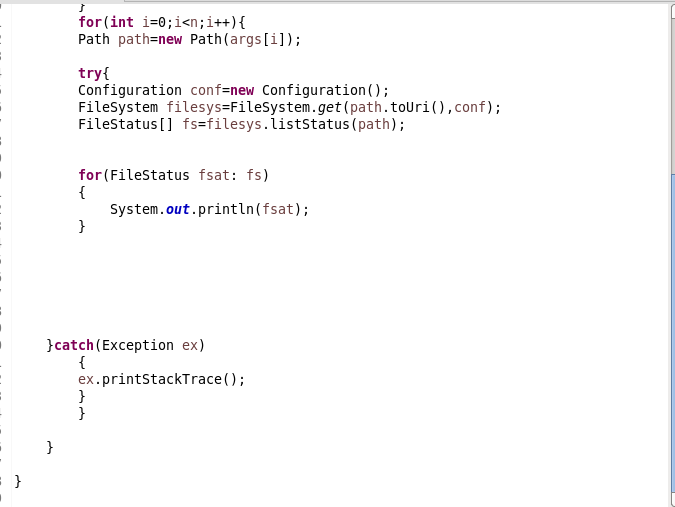 }
for(int i=0;i<n;i++){
Path path=new Path(args[i]);
try{
Configuration conf=new Configuration();
FileSystem filesys=FileSystem.get(path.toUri(),conf);
FileStatus[] fs=filesys.listStatus(path);
for(FileStatus fsat: fs)
{
System.out.println(fsat);
}
}catch(Exception ex)
{
ex.printStackTrace();
}
}
}
}